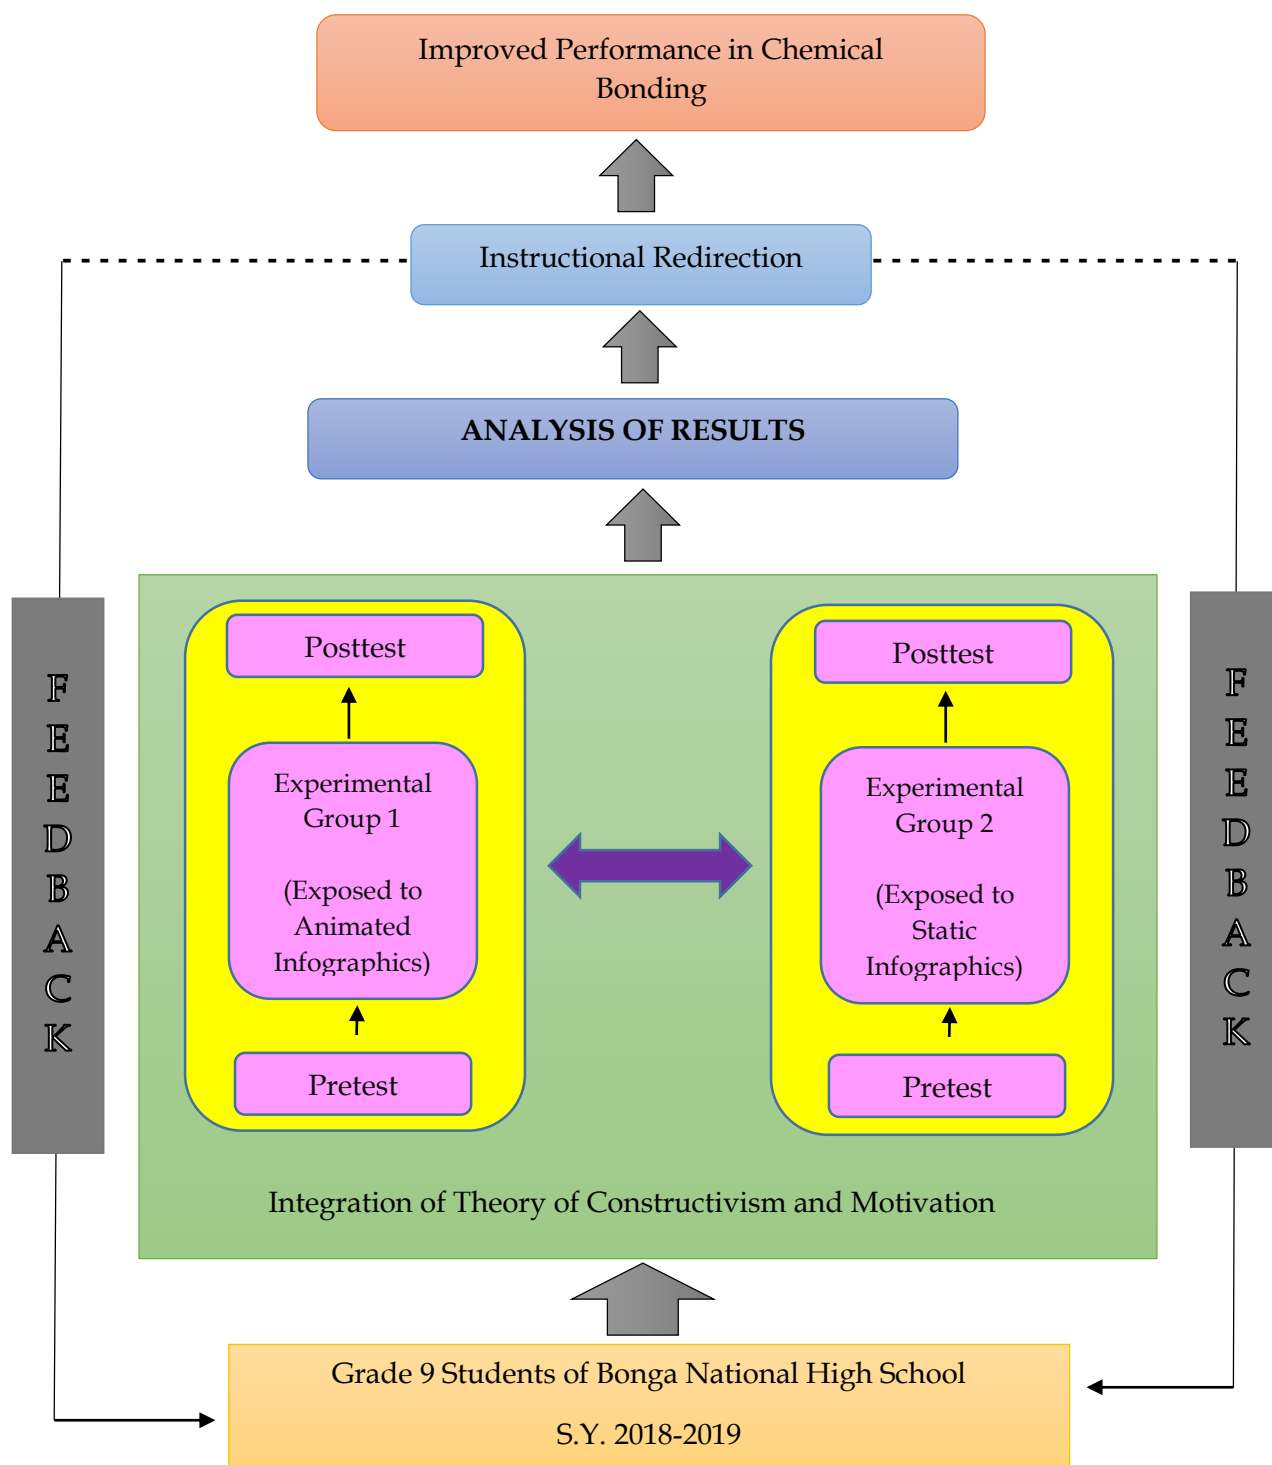 Improved Performance in Chemical
Bonding
Instructional Redirection
ANALYSIS OF RESULTS
F
E
E
D
B
A
C
K
Posttest
Experimental
Group 1
(Exposed to
Animated
Infographics)
Pretest
Posttest
Experimental
Group 2
(Exposed to
Static
Infographics)
Pretest
F
E
E
D
B
A
C
K
Integration of Theory of Constructivism and Motivation
Grade 9 Students of Bonga National High School
S.Y. 2018-2019